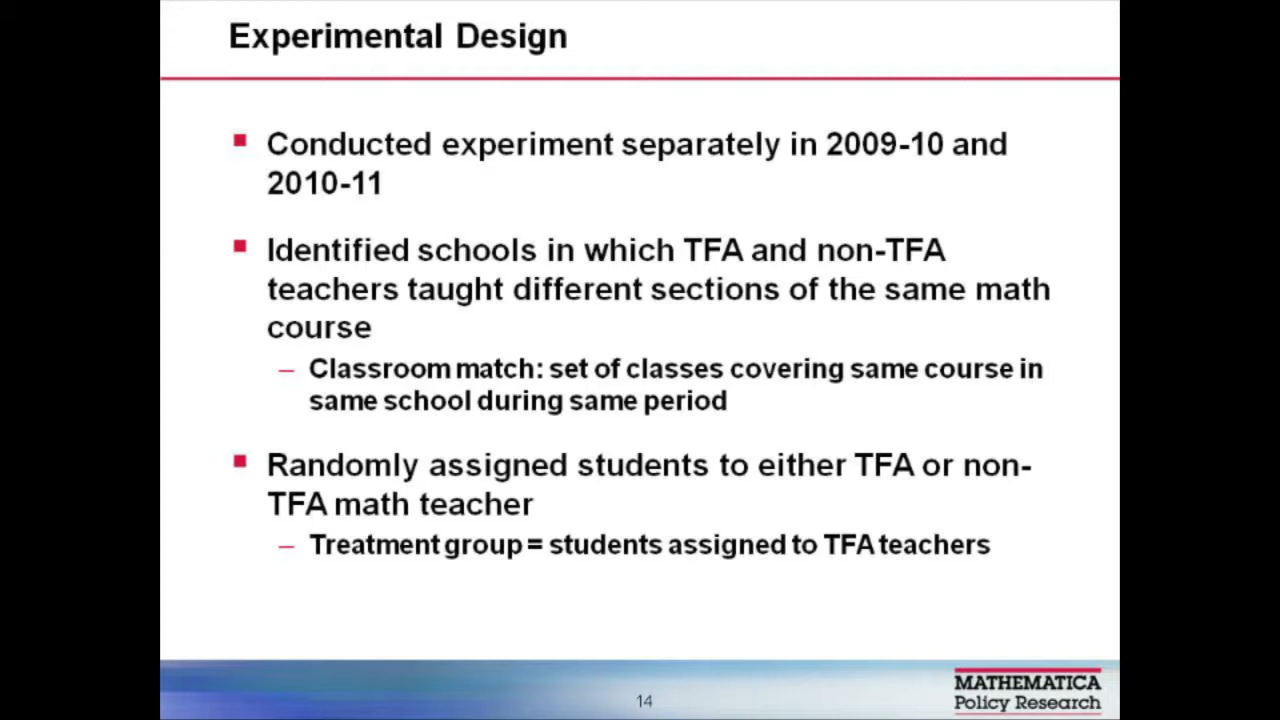 Experimental Design
Conducted experiment separately in 2009-10 and
2010-11
Identified schools in which TFA and non-TFA
teachers taught different sections of the same math
course
– Classroom match: set of classes covering same course in
same school during same period
Randomly assigned students to either TFA or non-
TFA math teacher
– Treatment group = students assigned to TFA teachers
14
MATHEMATICA
Policy Research